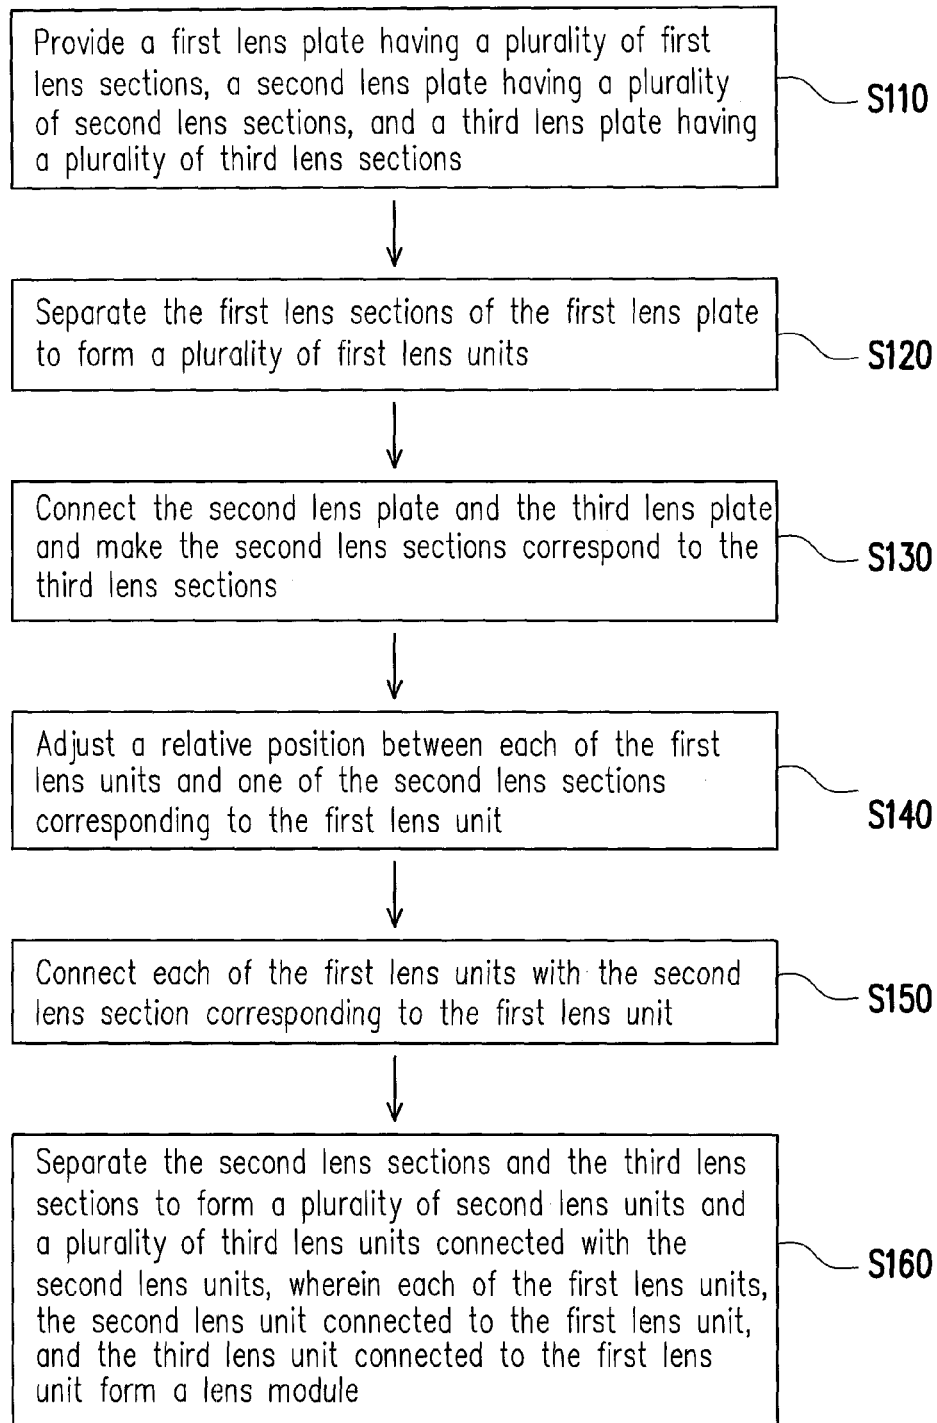 Provide a first lens plate having a plurality of first
lens sections, a second lens plate having a plurality
of second lens sections, and a third lens plate having
a plurality of third lens sections
S110
Separate the first lens sections of the first lens plate
to form a plurality of first lens units
S120
Connect the second lens plate and the third lens plate
and make the second lens sections correspond to the
third lens sections
S130
Adjust a relative position between each of the first
lens units and one of the second lens sections
corresponding to the first lens unit
S140
Connect each of the first lens units with the second
lens section corresponding to the first lens unit
S150
Separate the second lens sections and the third lens
sections to form a plurality of second lens units and
a plurality of third lens units connected with the
second lens units, wherein each of the first lens units,
the second lens unit connected to the first lens unit,
and the third lens unit connected to the first lens
unit form a lens module
S160